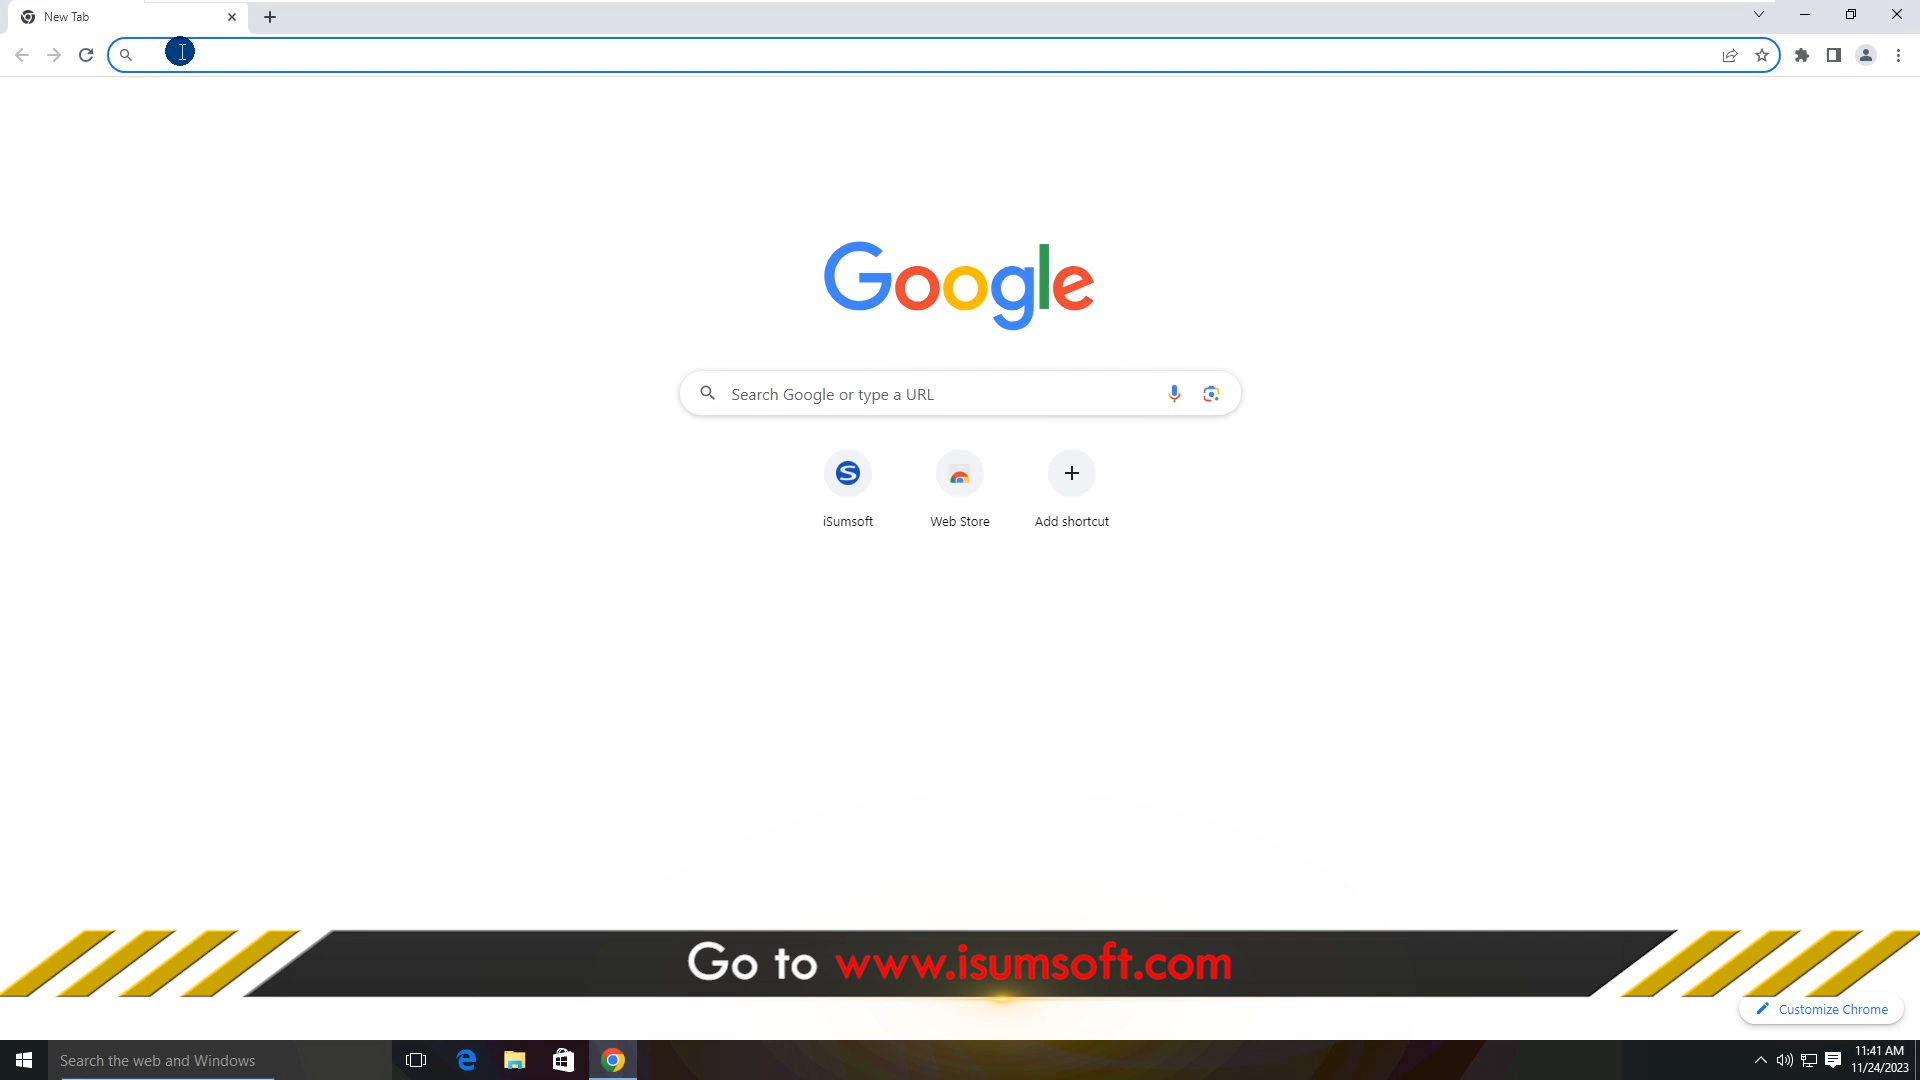 New Tab
Google
Search Google or type a URL
iSumsoft
Web Store
Add shortcut
Go to www.isumsoft.com
Customize Chrome
Search the web and Windows
11:41 AM
11/24/2023